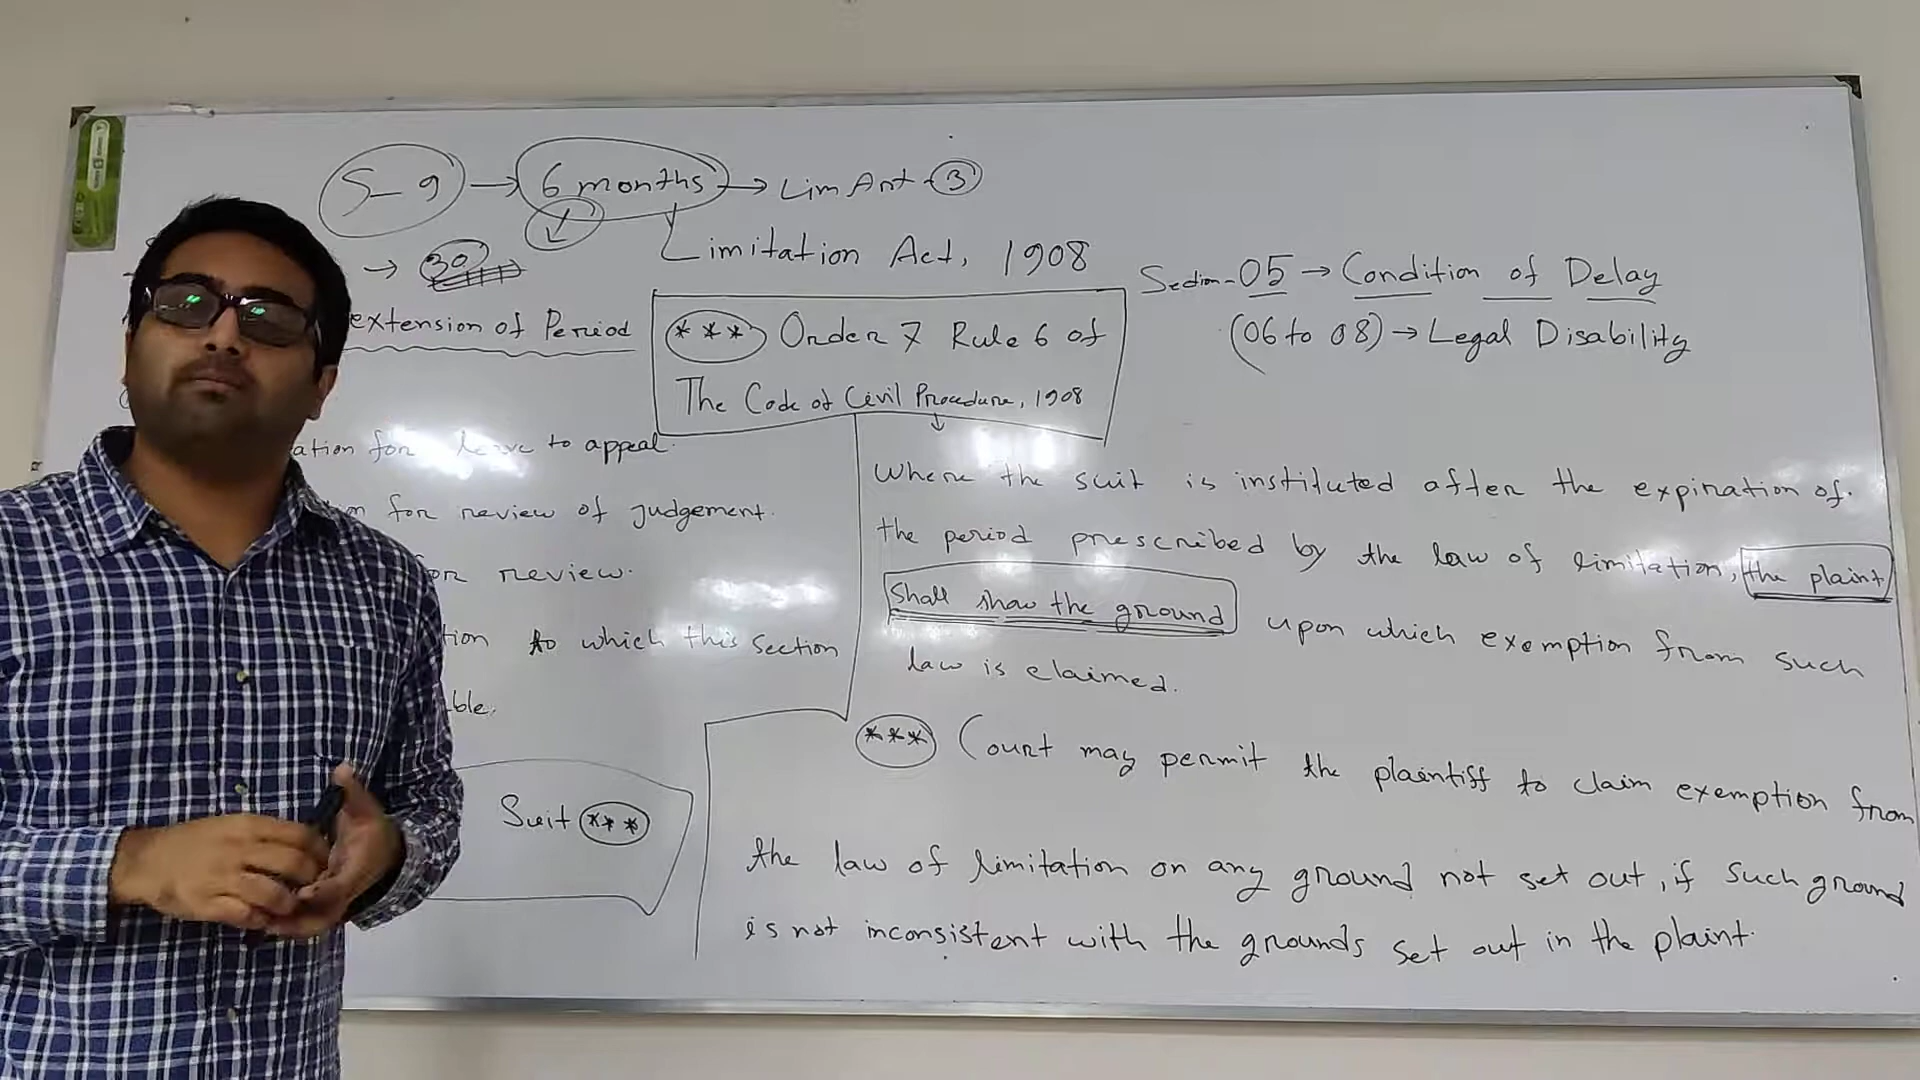 S-9 → 6 months → Lim Art-3
Limitation Act, 1908
→ 30
extension of Period
ation for leave to appeal.
n for review of judgement.
or review.
tion to which this section
ble.
Suit ***
*** Order 7 Rule 6 of
The Code of Civil Procedure, 1908
Section-05 → Condition of Delay
(06 to 08) → Legal Disability
Where the suit is instituted after the expiration of.
the period prescribed by the law of limitation, the plaint
Shall show the ground upon which exemption from such
law is claimed.
*** Court may permit the plaintiff to claim exemption from
the law of limitation on any ground not set out, if such ground
is not inconsistent with the grounds set out in the plaint.